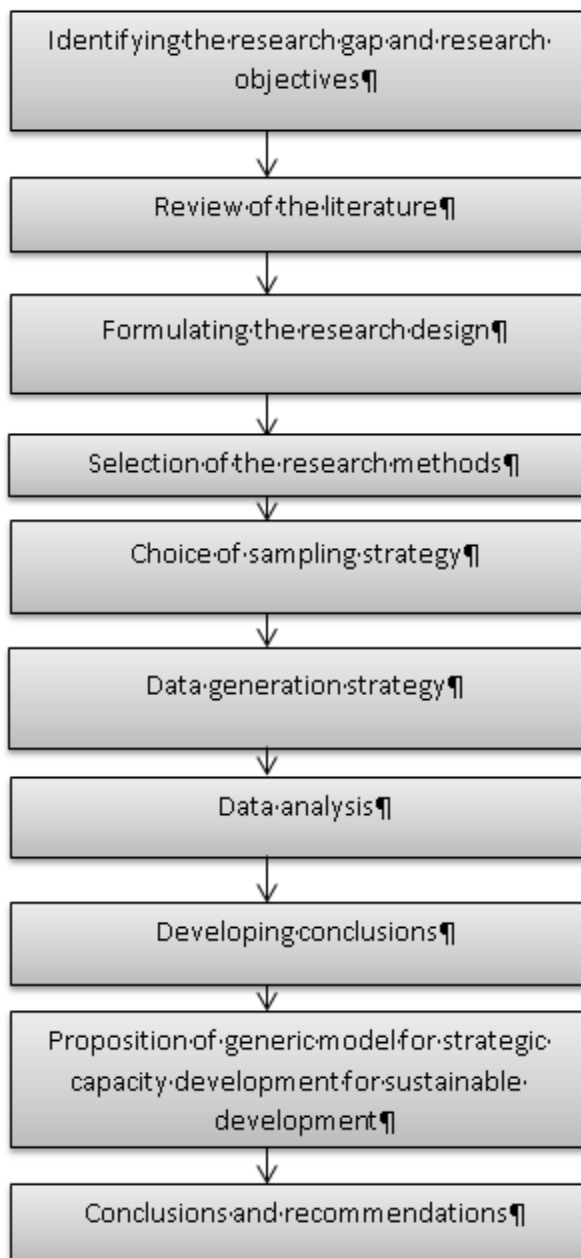 Identifying·the·research·gap·and·research·
objectives¶
Review·of·the·literature¶
Formulating·the·research·design¶
Selection·of·the·research·methods¶
Choice·of·sampling·strategy¶
Data·generation·strategy¶
Data·analysis¶
Developing·conclusions¶
Proposition·of·generic·model·for·strategic·
capacity·development·for·sustainable·
development¶
Conclusions·and·recommendations¶